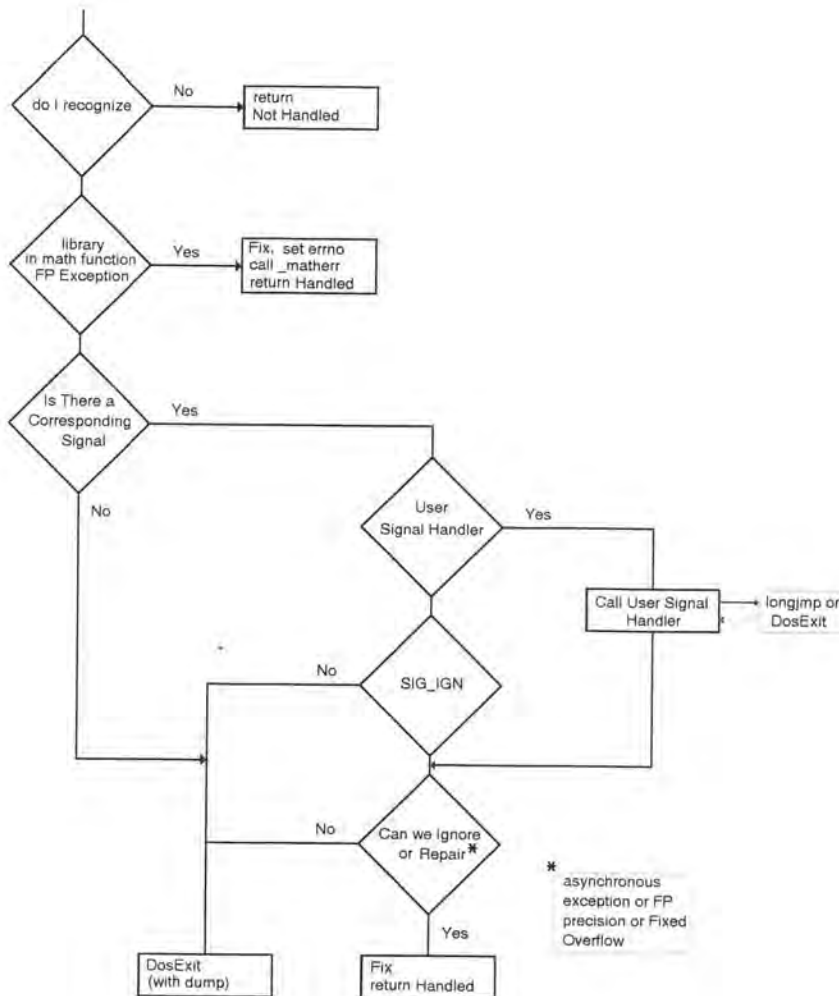 do I recognize
No
return
Not Handled
library
in math function
FP Exception
Yes
Fix, set errno
call _matherr
return Handled
Is There a
Corresponding
Signal
Yes
No
User
Signal Handler
Yes
Call User Signal
Handler
longjmp or
DosExit
No
SIG_IGN
No
Can we Ignore
or Repair*
* asynchronous
exception or FP
precision or Fixed
Overflow
Yes
DosExit
(with dump)
Fix
return Handled